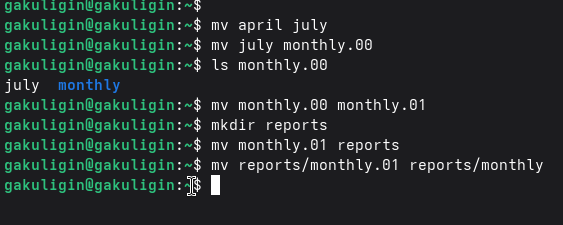 gakuligin@gakuligin:~$
gakuligin@gakuligin:~$ mv april july
gakuligin@gakuligin:~$ mv july monthly.00
gakuligin@gakuligin:~$ ls monthly.00
july  monthly
gakuligin@gakuligin:~$ mv monthly.00 monthly.01
gakuligin@gakuligin:~$ mkdir reports
gakuligin@gakuligin:~$ mv monthly.01 reports
gakuligin@gakuligin:~$ mv reports/monthly.01 reports/monthly
gakuligin@gakuligin:~$